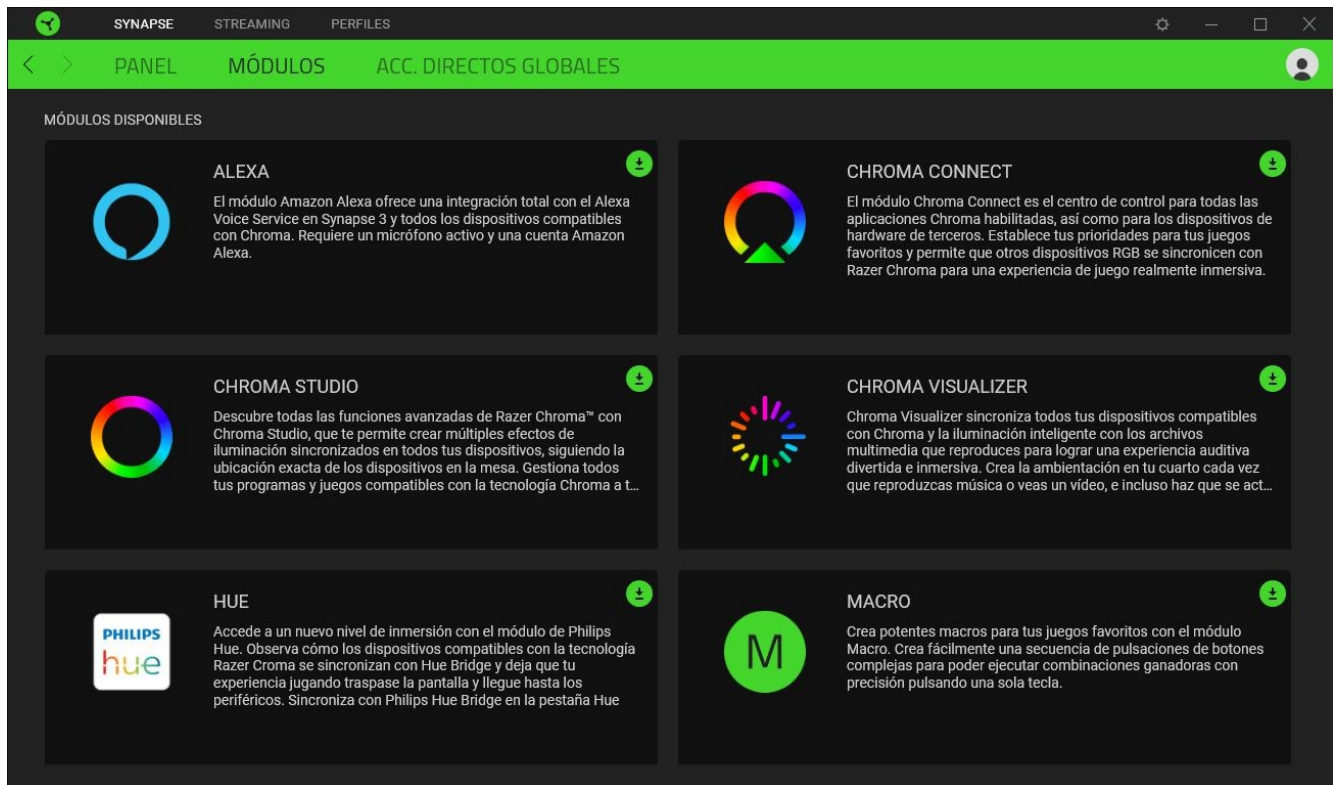 SYNAPSE STREAMING PERFILES
PANEL MÓDULOS ACC. DIRECTOS GLOBALES
MÓDULOS DISPONIBLES
ALEXA
El módulo Amazon Alexa ofrece una integración total con el Alexa
Voice Service en Synapse 3 y todos los dispositivos compatibles
con Chroma. Requiere un micrófono activo y una cuenta Amazon
Alexa.
CHROMA CONNECT
El módulo Chroma Connect es el centro de control para todas las
aplicaciones Chroma habilitadas, así como para los dispositivos de
hardware de terceros. Establece tus prioridades para tus juegos
favoritos y permite que otros dispositivos RGB se sincronicen con
Razer Chroma para una experiencia de juego realmente inmersiva.
CHROMA STUDIO
Descubre todas las funciones avanzadas de Razer Chroma™ con
Chroma Studio, que te permite crear múltiples efectos de
iluminación sincronizados en todos tus dispositivos, siguiendo la
ubicación exacta de los dispositivos en la mesa. Gestiona todos
tus programas y juegos compatibles con la tecnología Chroma a t...
CHROMA VISUALIZER
Chroma Visualizer sincroniza todos tus dispositivos compatibles
con Chroma y la iluminación inteligente con los archivos
multimedia que reproduces para lograr una experiencia auditiva
divertida e inmersiva. Crea la ambientación en tu cuarto cada vez
que reproduzcas música o veas un vídeo, e incluso haz que se act...
PHILIPS
hue
HUE
Accede a un nuevo nivel de inmersión con el módulo de Philips
Hue. Observa cómo los dispositivos compatibles con la tecnología
Razer Croma se sincronizan con Hue Bridge y deja que tu
experiencia jugando traspase la pantalla y llegue hasta los
periféricos. Sincroniza con Philips Hue Bridge en la pestaña Hue
M
MACRO
Crea potentes macros para tus juegos favoritos con el módulo
Macro. Crea fácilmente una secuencia de pulsaciones de botones
complejas para poder ejecutar combinaciones ganadoras con
precisión pulsando una sola tecla.